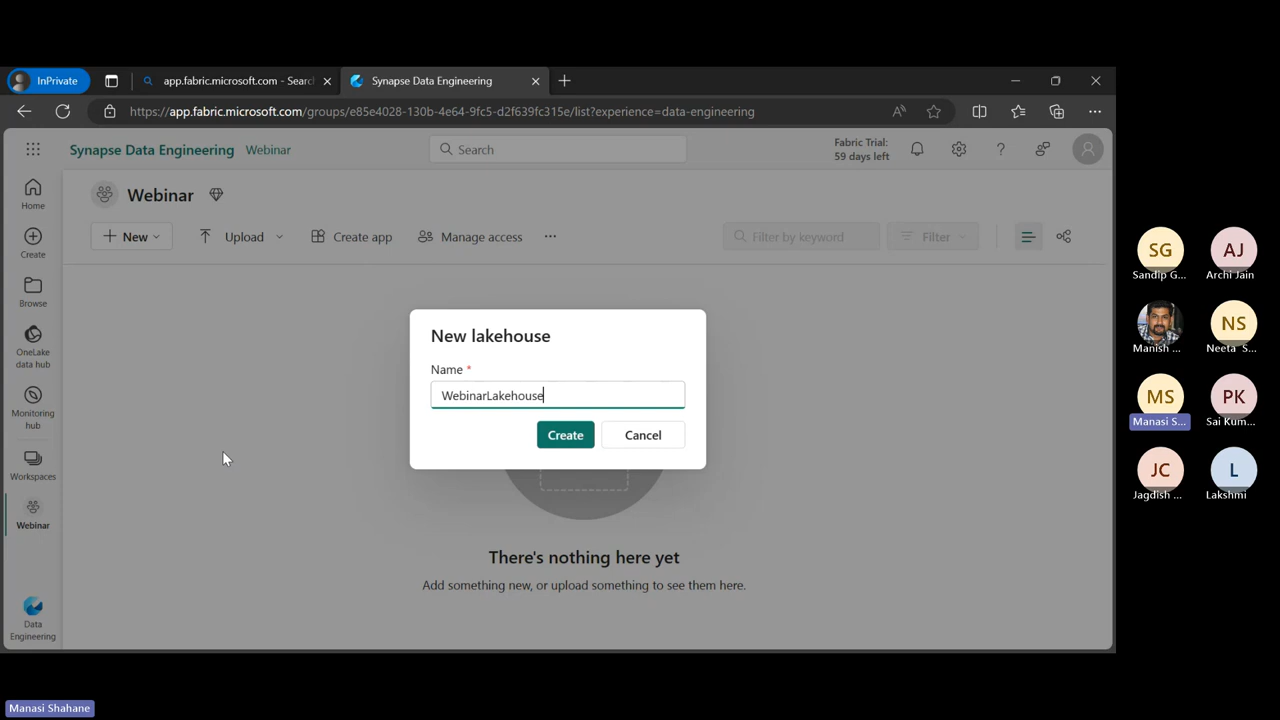 InPrivate
app.fabric.microsoft.com - Search
Synapse Data Engineering
https://app.fabric.microsoft.com/groups/e85e4028-130b-4e64-9fc5-d2f639fc315e/list?experience=data-engineering
Synapse Data Engineering
Webinar
Search
Fabric Trial:
59 days left
Home
Create
Browse
OneLake
data hub
Monitoring
hub
Workspaces
Webinar
Data
Engineering
Webinar
New
Upload
Create app
Manage access
Filter by keyword
Filter
New lakehouse
Name *
WebinarLakehouse
Create
Cancel
There's nothing here yet
Add something new, or upload something to see them here.
SG
Sandip G...
AJ
Archi Jain
Manish ...
NS
Neeta S...
MS
Manasi S...
PK
Sai Kum...
JC
Jagdish ...
L
Lakshmi
Manasi Shahane